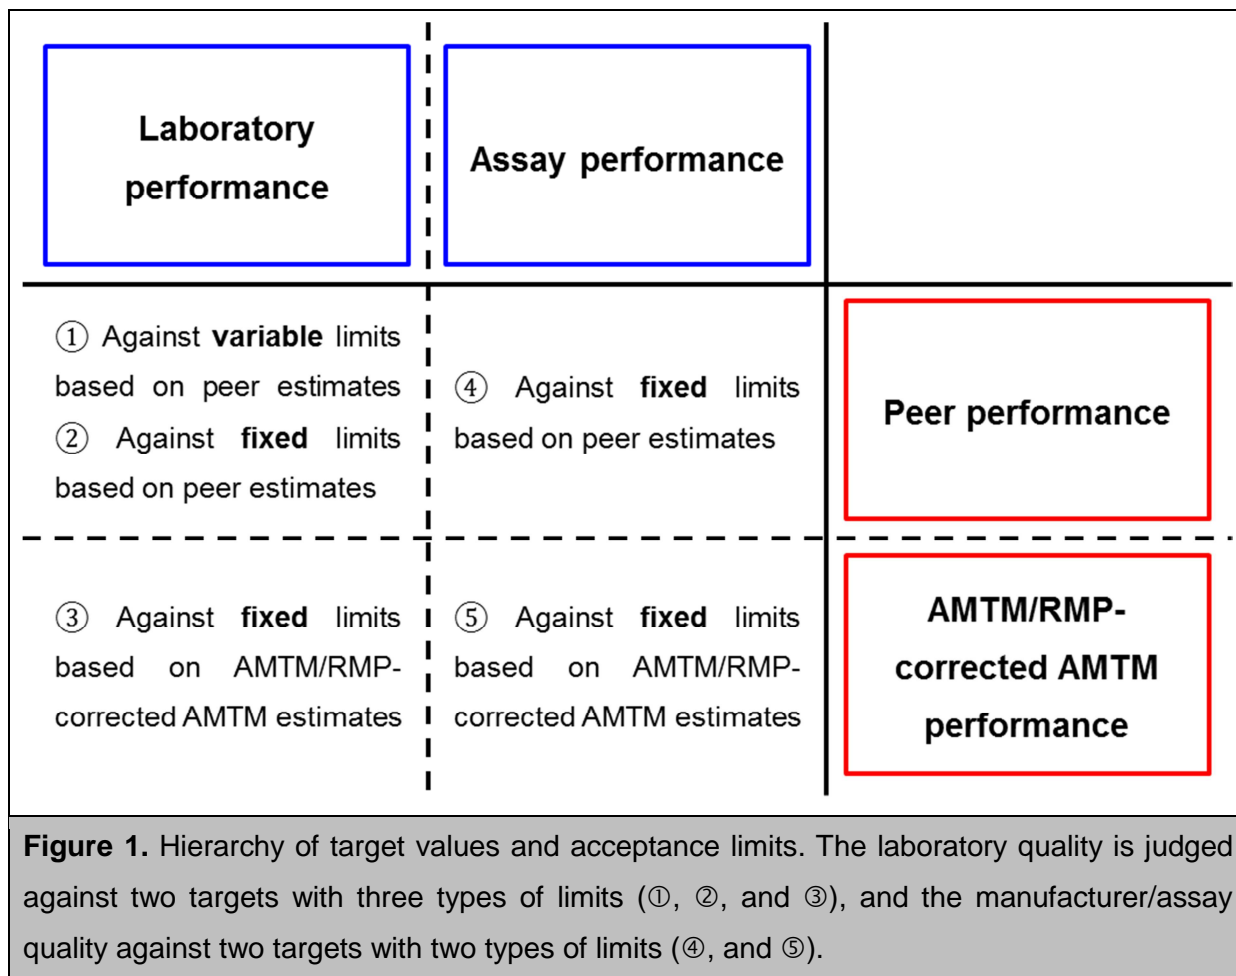 Laboratory
performance
Assay performance
① Against variable limits
based on peer estimates
② Against fixed limits
based on peer estimates
④ Against fixed limits
based on peer estimates
Peer performance
③ Against fixed limits
based on AMTM/RMP-
corrected AMTM estimates
⑤ Against fixed limits
based on AMTM/RMP-
corrected AMTM estimates
AMTM/RMP-
corrected AMTM
performance
Figure 1. Hierarchy of target values and acceptance limits. The laboratory quality is judged
against two targets with three types of limits (①, ②, and ③), and the manufacturer/assay
quality against two targets with two types of limits (④, and ⑤).